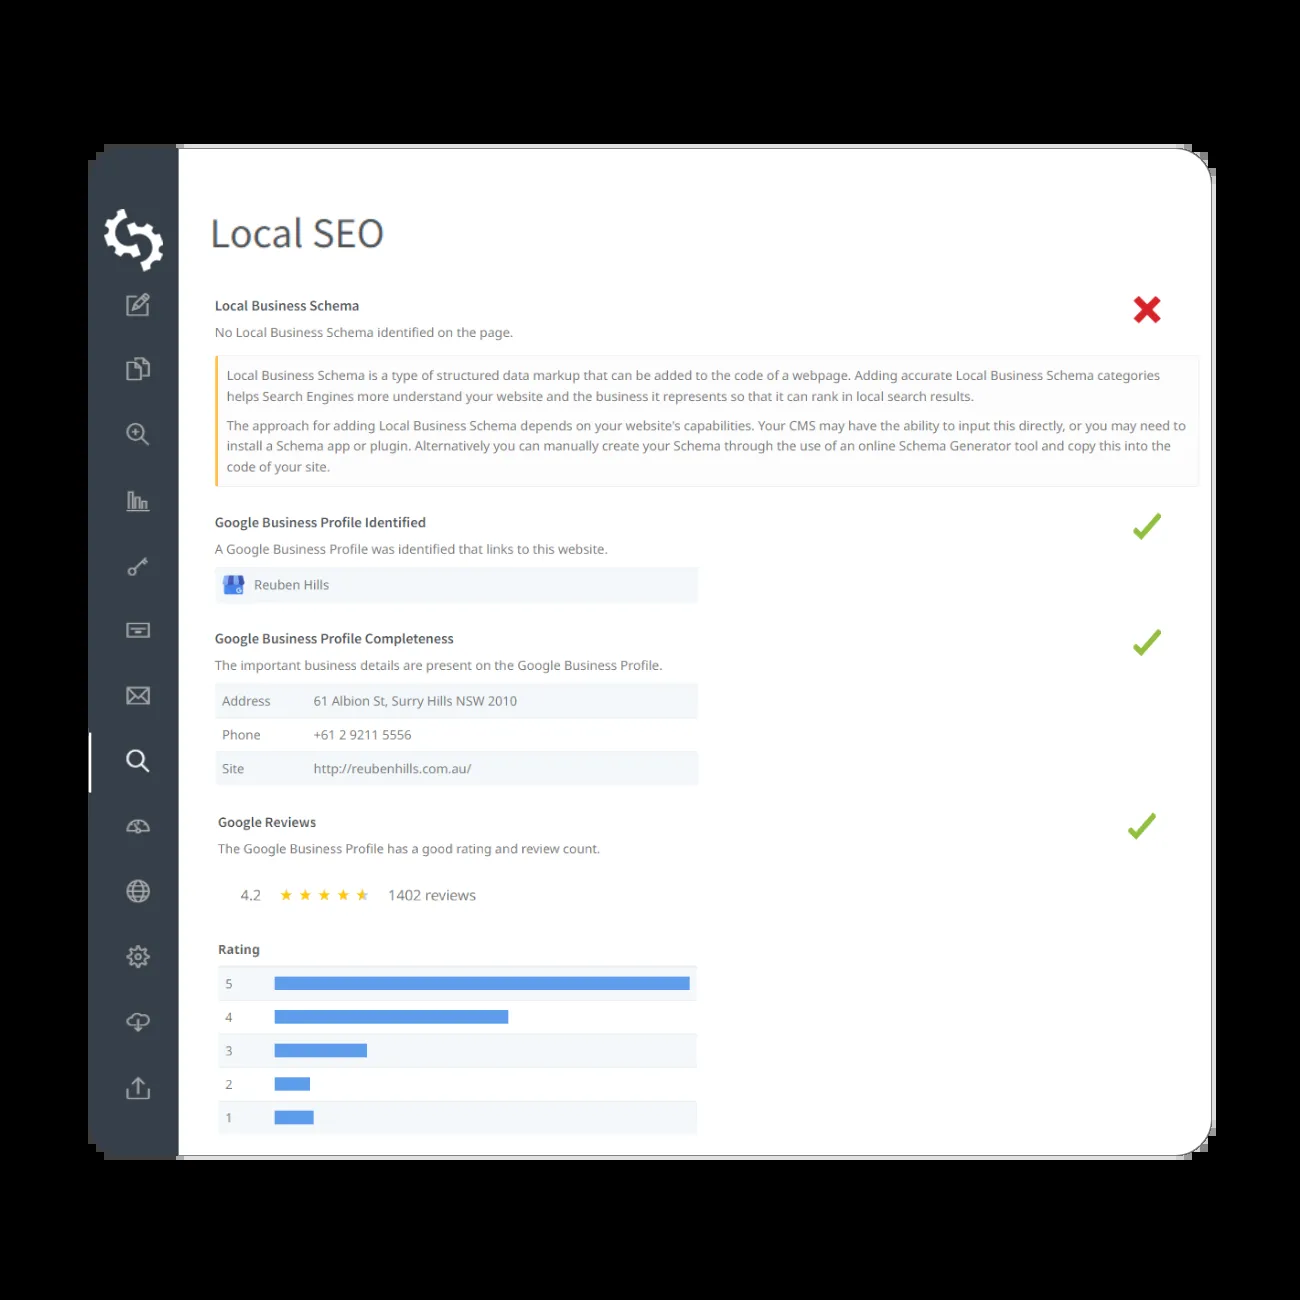 Local SEO
Local Business Schema
No Local Business Schema identified on the page.
Local Business Schema is a type of structured data markup that can be added to the code of a webpage. Adding accurate Local Business Schema categories
helps Search Engines more understand your website and the business it represents so that it can rank in local search results.
The approach for adding Local Business Schema depends on your website's capabilities. Your CMS may have the ability to input this directly, or you may need to
install a Schema app or plugin. Alternatively you can manually create your Schema through the use of an online Schema Generator tool and copy this into the
code of your site.
Google Business Profile Identified
A Google Business Profile was identified that links to this website.
Reuben Hills
Google Business Profile Completeness
The important business details are present on the Google Business Profile.
Address 61 Albion St, Surry Hills NSW 2010
Phone +61 2 9211 5556
Site http://reubenhills.com.au/
Google Reviews
The Google Business Profile has a good rating and review count.
4.2 1402 reviews
Rating
5
4
3
2
1